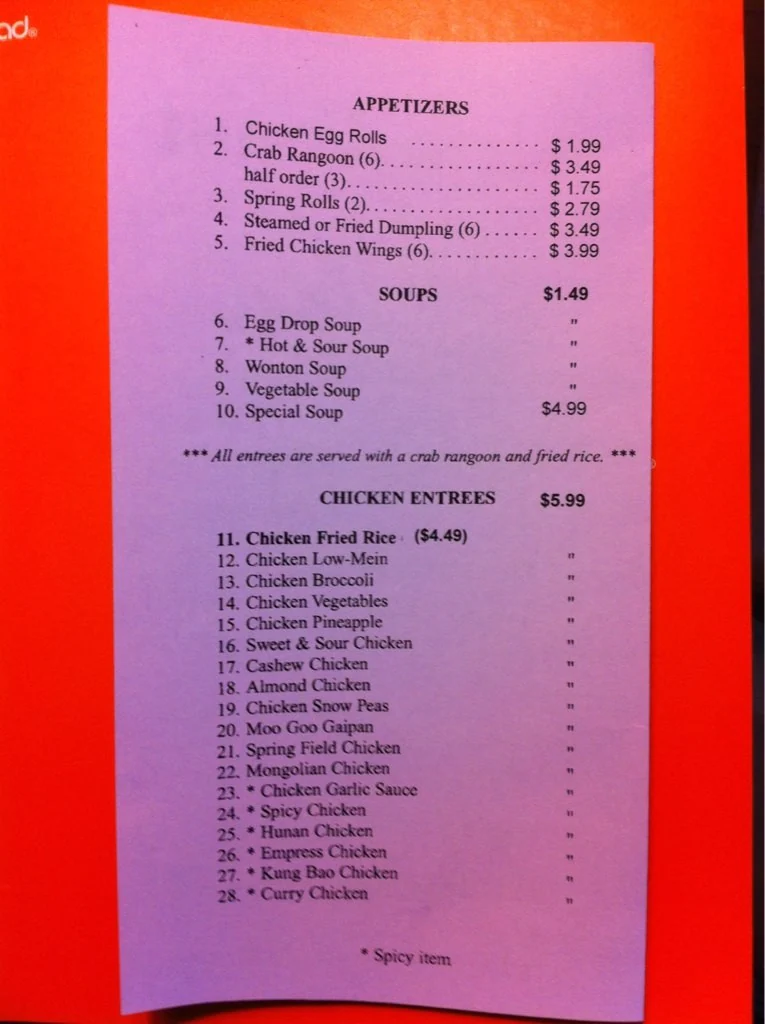 ad®
APPETIZERS
1. Chicken Egg Rolls .............. $ 1.99
2. Crab Rangoon (6)................. $ 3.49
half order (3)..................... $ 1.75
3. Spring Rolls (2)................... $ 2.79
4. Steamed or Fried Dumpling (6) ...... $ 3.49
5. Fried Chicken Wings (6)............ $ 3.99
SOUPS $1.49
6. Egg Drop Soup "
7. * Hot & Sour Soup "
8. Wonton Soup "
9. Vegetable Soup "
10. Special Soup $4.99
*** All entrees are served with a crab rangoon and fried rice. ***
CHICKEN ENTREES $5.99
11. Chicken Fried Rice ($4.49)
12. Chicken Low-Mein "
13. Chicken Broccoli "
14. Chicken Vegetables "
15. Chicken Pineapple "
16. Sweet & Sour Chicken "
17. Cashew Chicken "
18. Almond Chicken "
19. Chicken Snow Peas "
20. Moo Goo Gaipan "
21. Spring Field Chicken "
22. Mongolian Chicken "
23. * Chicken Garlic Sauce "
24. * Spicy Chicken "
25. * Hunan Chicken "
26. * Empress Chicken "
27. * Kung Bao Chicken "
28. * Curry Chicken "
* Spicy item